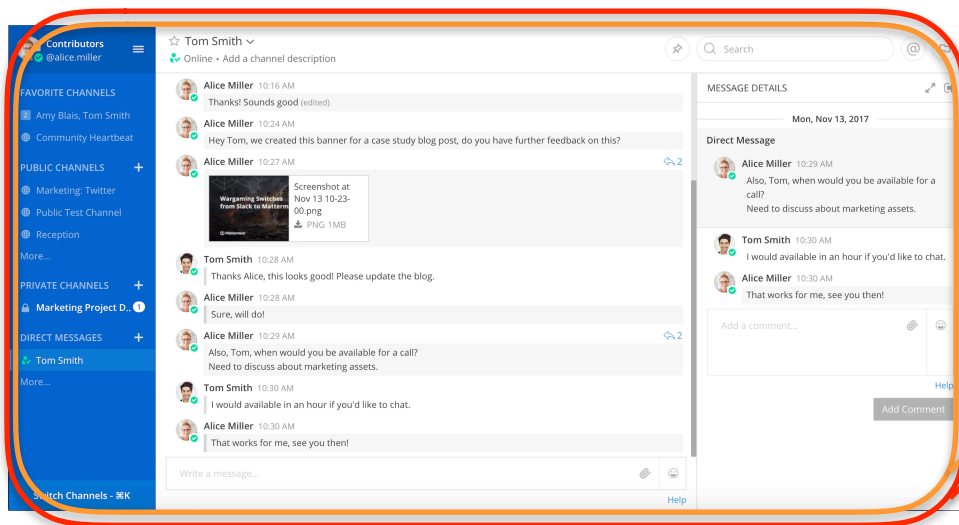 Contributors
@alice.miller
FAVORITE CHANNELS
2 Amy Blais, Tom Smith
Community Heartbeat
PUBLIC CHANNELS +
Marketing: Twitter
Public Test Channel
Reception
More...
PRIVATE CHANNELS +
Marketing Project D.. 1
DIRECT MESSAGES +
Tom Smith
More...
Switch Channels - ⌘K
Tom Smith
Online • Add a channel description
Search
@
Alice Miller 10:16 AM
Thanks! Sounds good (edited)
Alice Miller 10:24 AM
Hey Tom, we created this banner for a case study blog post, do you have further feedback on this?
Alice Miller 10:27 AM
2
Wargaming Switches
from Slack to Matterm
Mattermost
Screenshot at
Nov 13 10-23-
00.png
PNG 1MB
Tom Smith 10:28 AM
Thanks Alice, this looks good! Please update the blog.
Alice Miller 10:28 AM
Sure, will do!
Alice Miller 10:29 AM
2
Also, Tom, when would you be available for a call?
Need to discuss about marketing assets.
Tom Smith 10:30 AM
I would available in an hour if you'd like to chat.
Alice Miller 10:30 AM
That works for me, see you then!
Write a message...
Help
MESSAGE DETAILS
Mon, Nov 13, 2017
Direct Message
Alice Miller 10:29 AM
Also, Tom, when would you be available for a
call?
Need to discuss about marketing assets.
Tom Smith 10:30 AM
I would available in an hour if you'd like to chat.
Alice Miller 10:30 AM
That works for me, see you then!
Add a comment...
Help
Add Comment